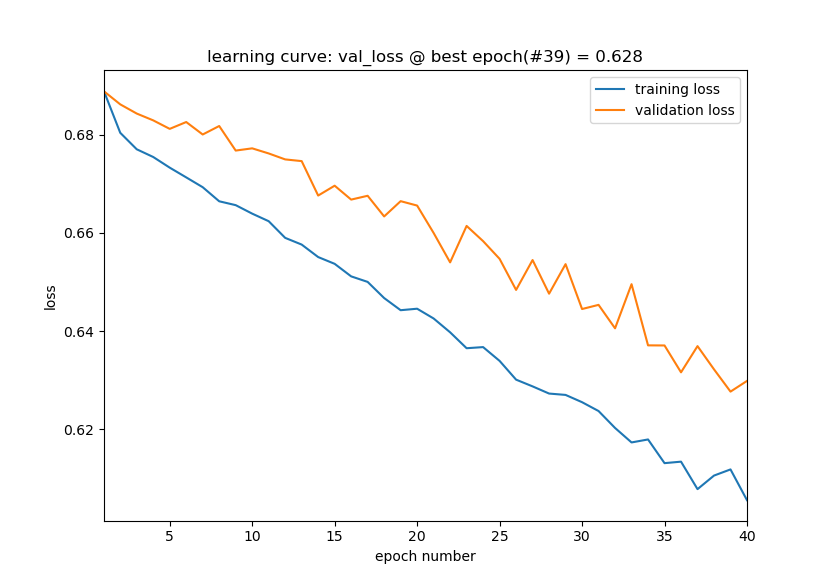 learning curve: val_loss @ best epoch(#39) = 0.628
training loss
validation loss
0.68
0.66
0.64
0.62
loss
5
10
15
20
25
30
35
40
epoch number